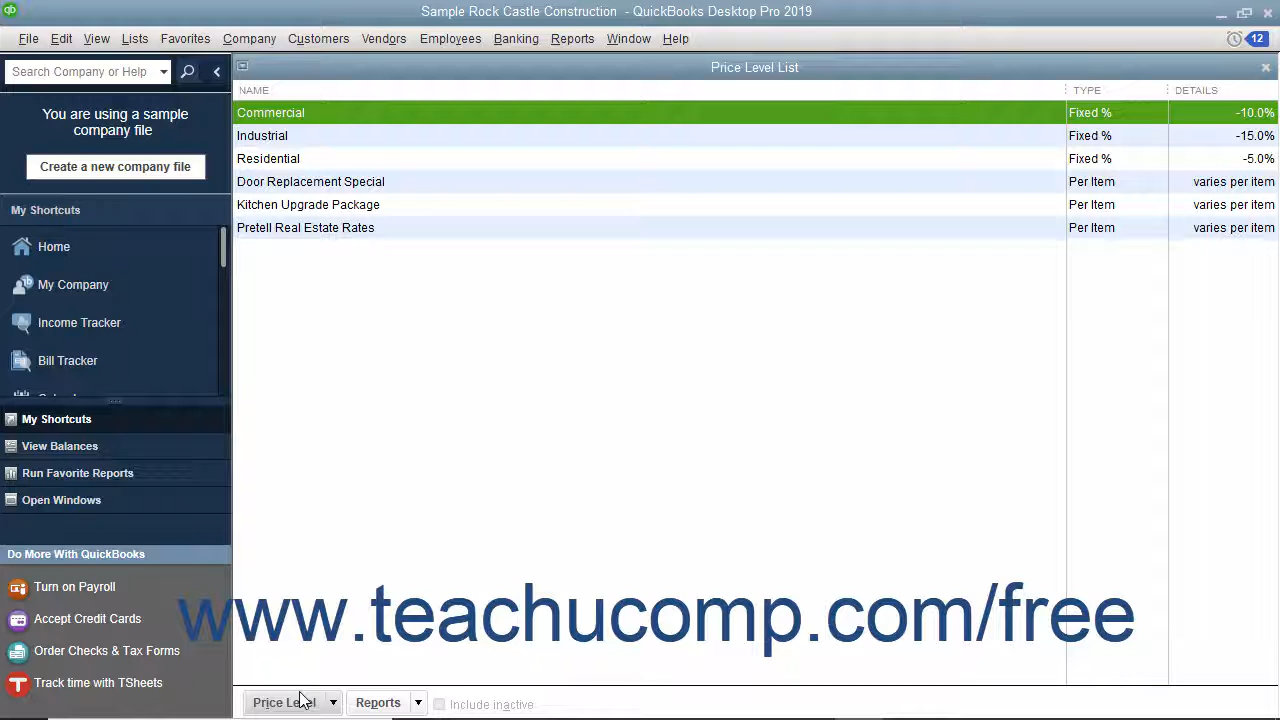 Sample Rock Castle Construction - QuickBooks Desktop Pro 2019
File Edit View Lists Favorites Company Customers Vendors Employees Banking Reports Window Help 12
Search Company or Help
Price Level List
NAME TYPE DETAILS
You are using a sample
company file
Create a new company file
Commercial Fixed % -10.0%
Industrial Fixed % -15.0%
Residential Fixed % -5.0%
Door Replacement Special Per Item varies per item
Kitchen Upgrade Package Per Item varies per item
Pretell Real Estate Rates Per Item varies per item
My Shortcuts
Home
My Company
Income Tracker
Bill Tracker
My Shortcuts
View Balances
Run Favorite Reports
Open Windows
Do More With QuickBooks
Turn on Payroll
Accept Credit Cards
Order Checks & Tax Forms
Track time with TSheets
www.teachucomp.com/free
Price Level Reports Include inactive